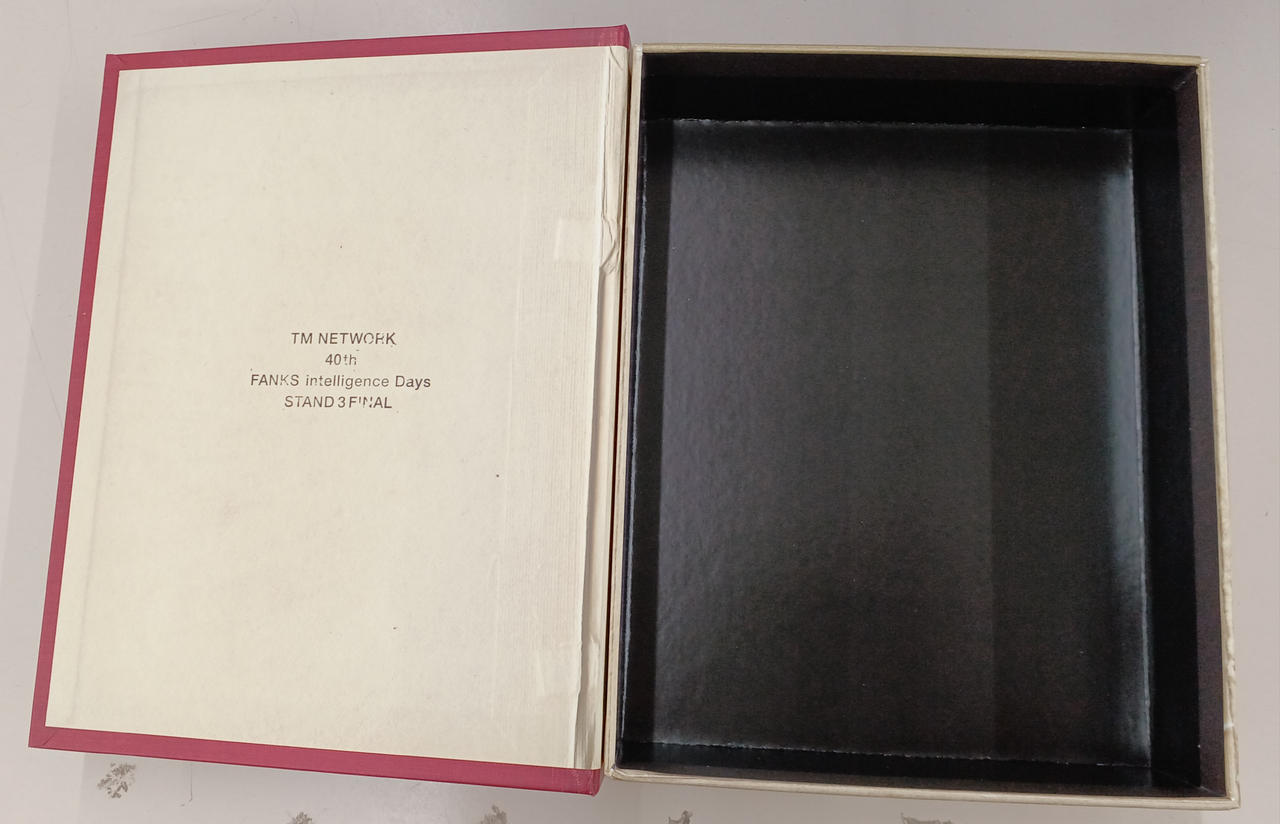 TM NETWORK
40th
FANKS intelligence Days
STAND 3 FINAL